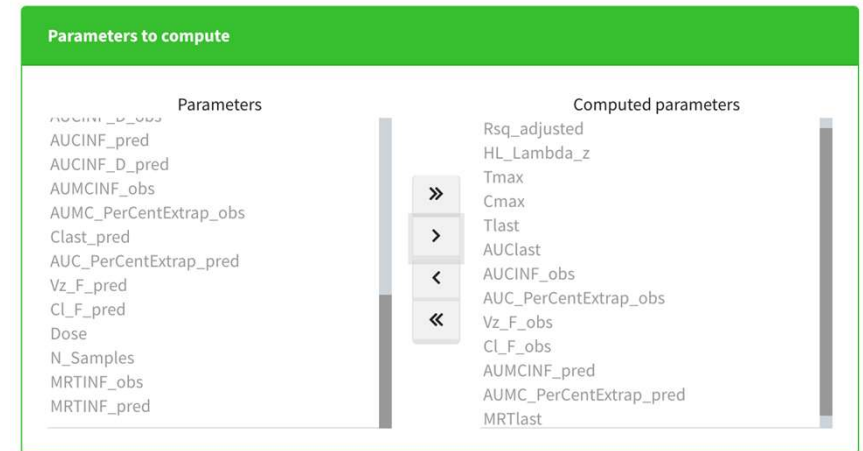 Parameters to compute
Parameters
AUCINF_D_obs
AUCINF_pred
AUCINF_D_pred
AUMCINF_obs
AUMC_PerCentExtrap_obs
Clast_pred
AUC_PerCentExtrap_pred
Vz_F_pred
Cl_F_pred
Dose
N_Samples
MRTINF_obs
MRTINF_pred
Computed parameters
Rsq_adjusted
HL_Lambda_z
Tmax
Cmax
Tlast
AUClast
AUCINF_obs
AUC_PerCentExtrap_obs
Vz_F_obs
Cl_F_obs
AUMCINF_pred
AUMC_PerCentExtrap_pred
MRTlast